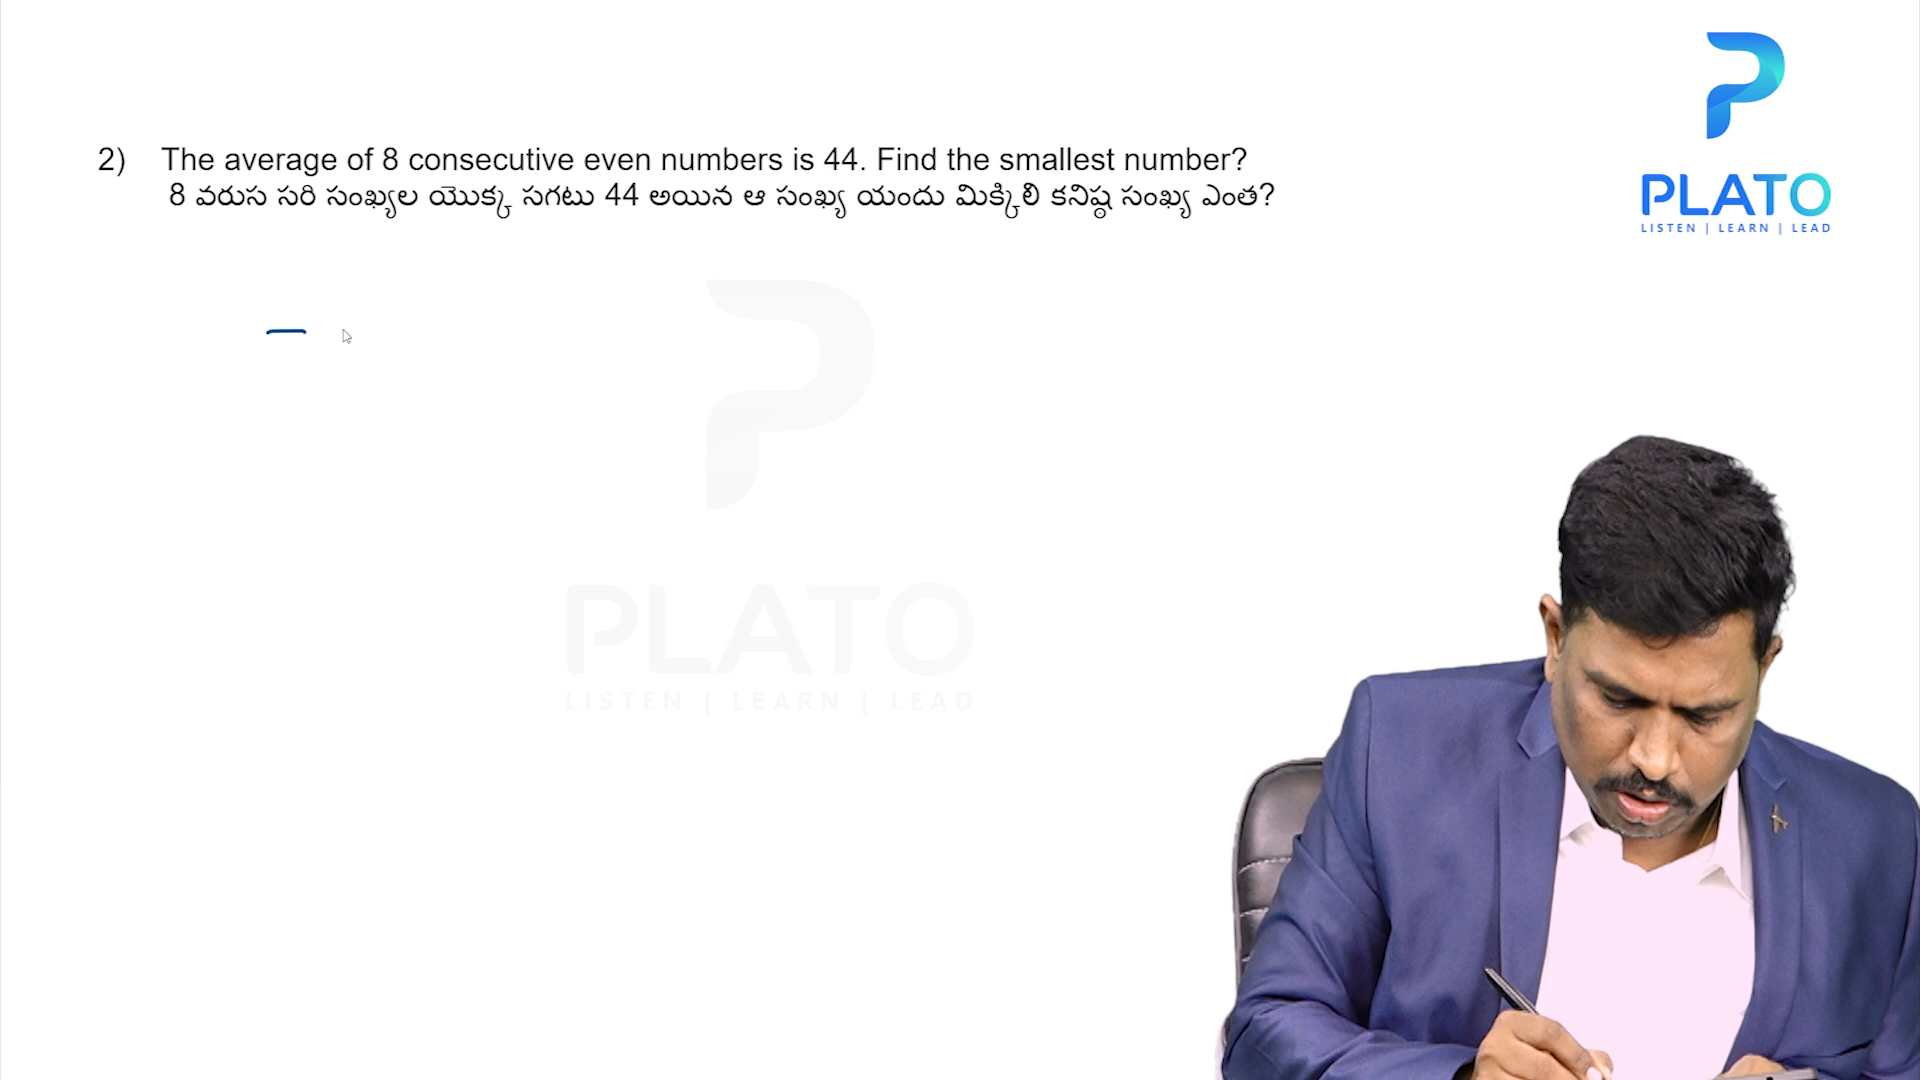 2) The average of 8 consecutive even numbers is 44. Find the smallest number?
8 వరుస సరి సంఖ్యల యొక్క సగటు 44 అయిన ఆ సంఖ్య యందు మిక్కిలి కనిష్ఠ సంఖ్య ఎంత?
PLATO
LISTEN | LEARN | LEAD
PLATO
LISTEN | LEARN | LEAD